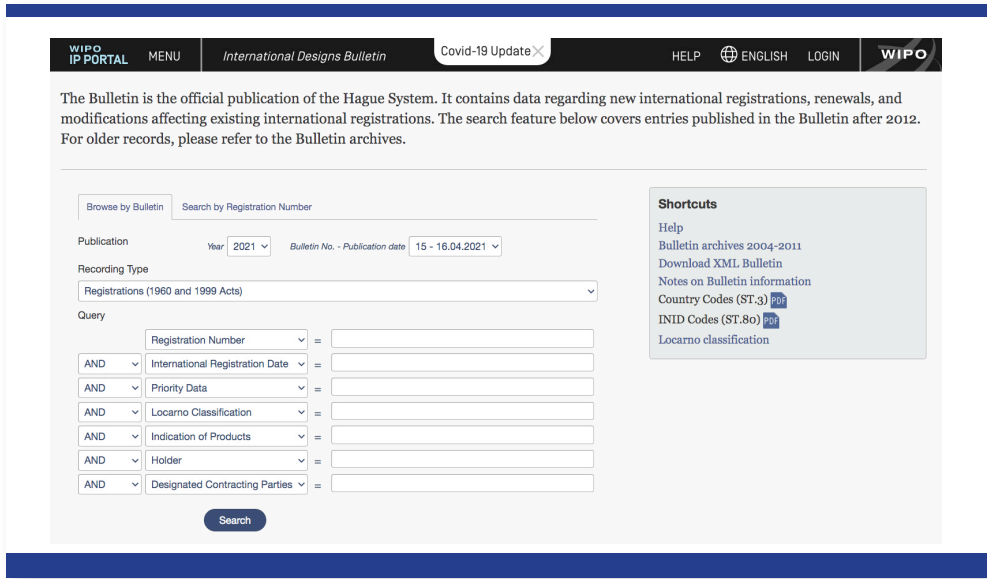 WIPO
IP PORTAL
MENU
International Designs Bulletin
Covid-19 Update
HELP
ENGLISH
LOGIN
WIPO
The Bulletin is the official publication of the Hague System. It contains data regarding new international registrations, renewals, and
modifications affecting existing international registrations. The search feature below covers entries published in the Bulletin after 2012.
For older records, please refer to the Bulletin archives.
Browse by Bulletin
Search by Registration Number
Publication
Year 2021
Bulletin No. - Publication date 15 - 16.04.2021
Recording Type
Registrations (1960 and 1999 Acts)
Query
Registration Number =
AND International Registration Date =
AND Priority Data =
AND Locarno Classification =
AND Indication of Products =
AND Holder =
AND Designated Contracting Parties =
Search
Shortcuts
Help
Bulletin archives 2004-2011
Download XML Bulletin
Notes on Bulletin information
Country Codes (ST.3) PDF
INID Codes (ST.80) PDF
Locarno classification